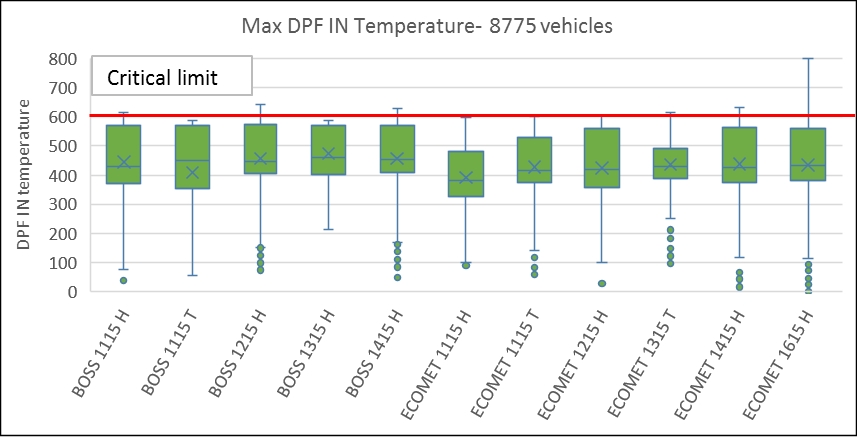 Max DPF IN Temperature- 8775 vehicles
Critical limit
DPF IN temperature
800
700
600
500
400
300
200
100
0
BOSS 1115 H
BOSS 1115 T
BOSS 1215 H
BOSS 1315 H
BOSS 1415 H
ECOMET 1115 H
ECOMET 1115 T
ECOMET 1215 H
ECOMET 1315 T
ECOMET 1415 H
ECOMET 1615 H